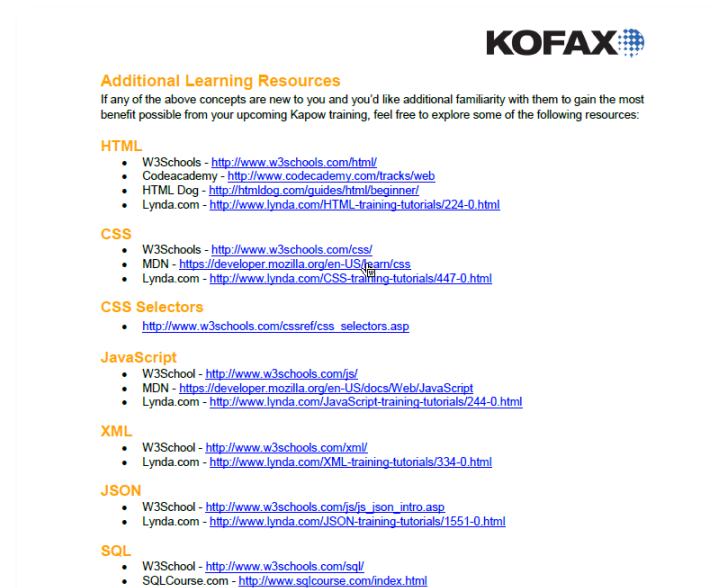 KOFAX
Additional Learning Resources
If any of the above concepts are new to you and you'd like additional familiarity with them to gain the most
benefit possible from your upcoming Kapow training, feel free to explore some of the following resources:
HTML
• W3Schools - http://www.w3schools.com/html/
• Codeacademy - http://www.codecademy.com/tracks/web
• HTML Dog - http://htmldog.com/guides/html/beginner/
• Lynda.com - http://www.lynda.com/HTML-training-tutorials/224-0.html
CSS
• W3Schools - http://www.w3schools.com/css/
• MDN - https://developer.mozilla.org/en-US/learn/css
• Lynda.com - http://www.lynda.com/CSS-training-tutorials/447-0.html
CSS Selectors
• http://www.w3schools.com/cssref/css_selectors.asp
JavaScript
• W3School - http://www.w3schools.com/js/
• MDN - https://developer.mozilla.org/en-US/docs/Web/JavaScript
• Lynda.com - http://www.lynda.com/JavaScript-training-tutorials/244-0.html
XML
• W3School - http://www.w3schools.com/xml/
• Lynda.com - http://www.lynda.com/XML-training-tutorials/334-0.html
JSON
• W3School - http://www.w3schools.com/js/js_json_intro.asp
• Lynda.com - http://www.lynda.com/JSON-training-tutorials/1551-0.html
SQL
• W3School - http://www.w3schools.com/sql/
• SQLCourse.com - http://www.sqlcourse.com/index.html